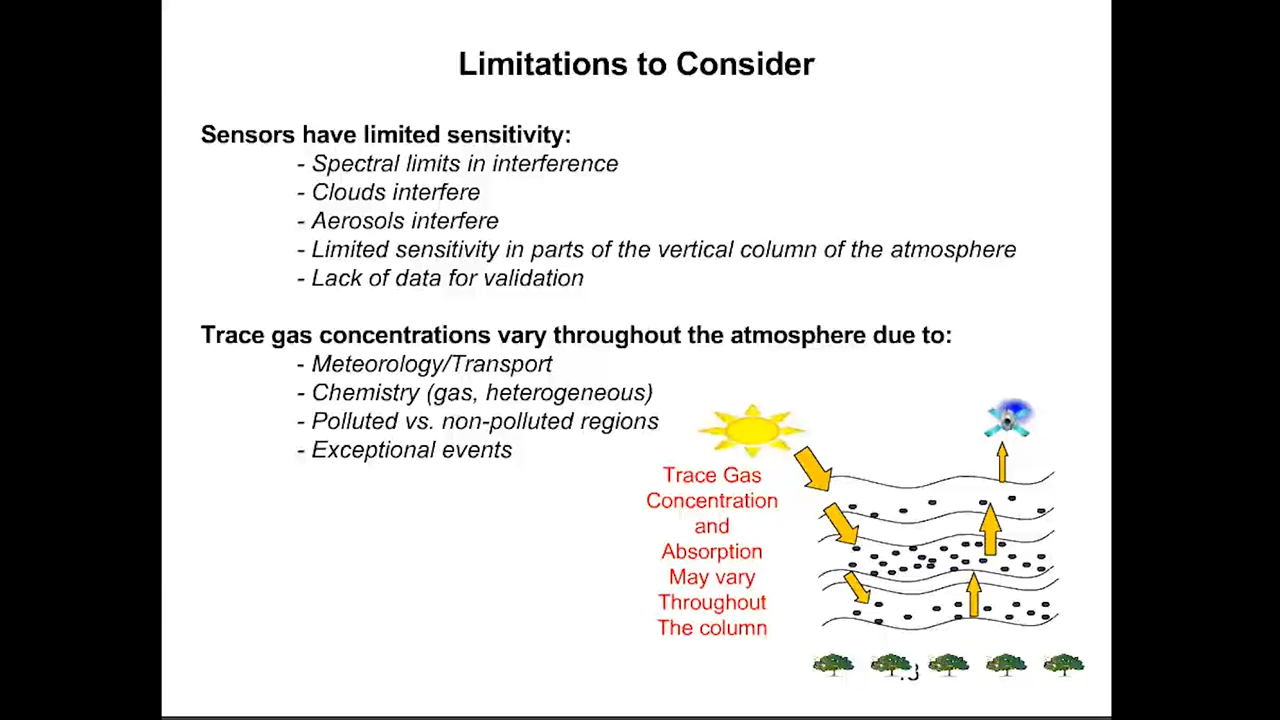 Limitations to Consider
Sensors have limited sensitivity:
- Spectral limits in interference
- Clouds interfere
- Aerosols interfere
- Limited sensitivity in parts of the vertical column of the atmosphere
- Lack of data for validation
Trace gas concentrations vary throughout the atmosphere due to:
- Meteorology/Transport
- Chemistry (gas, heterogeneous)
- Polluted vs. non-polluted regions
- Exceptional events
Trace Gas
Concentration
and
Absorption
May vary
Throughout
The column